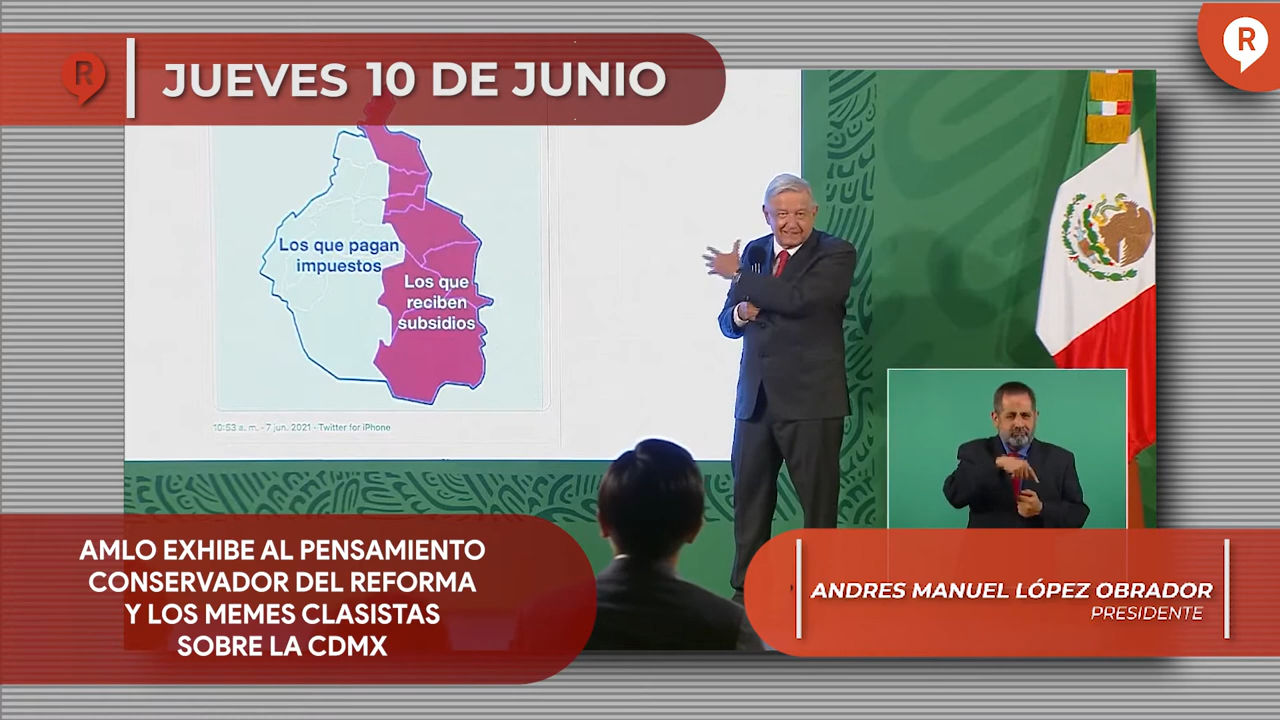 R
JUEVES 10 DE JUNIO
R
Los que pagan
impuestos
Los que
reciben
subsidios
10:53 a. m. - 7 jun. 2021 - Twitter for iPhone
AMLO EXHIBE AL PENSAMIENTO
CONSERVADOR DEL REFORMA
Y LOS MEMES CLASISTAS
SOBRE LA CDMX
ANDRES MANUEL LÓPEZ OBRADOR
PRESIDENTE